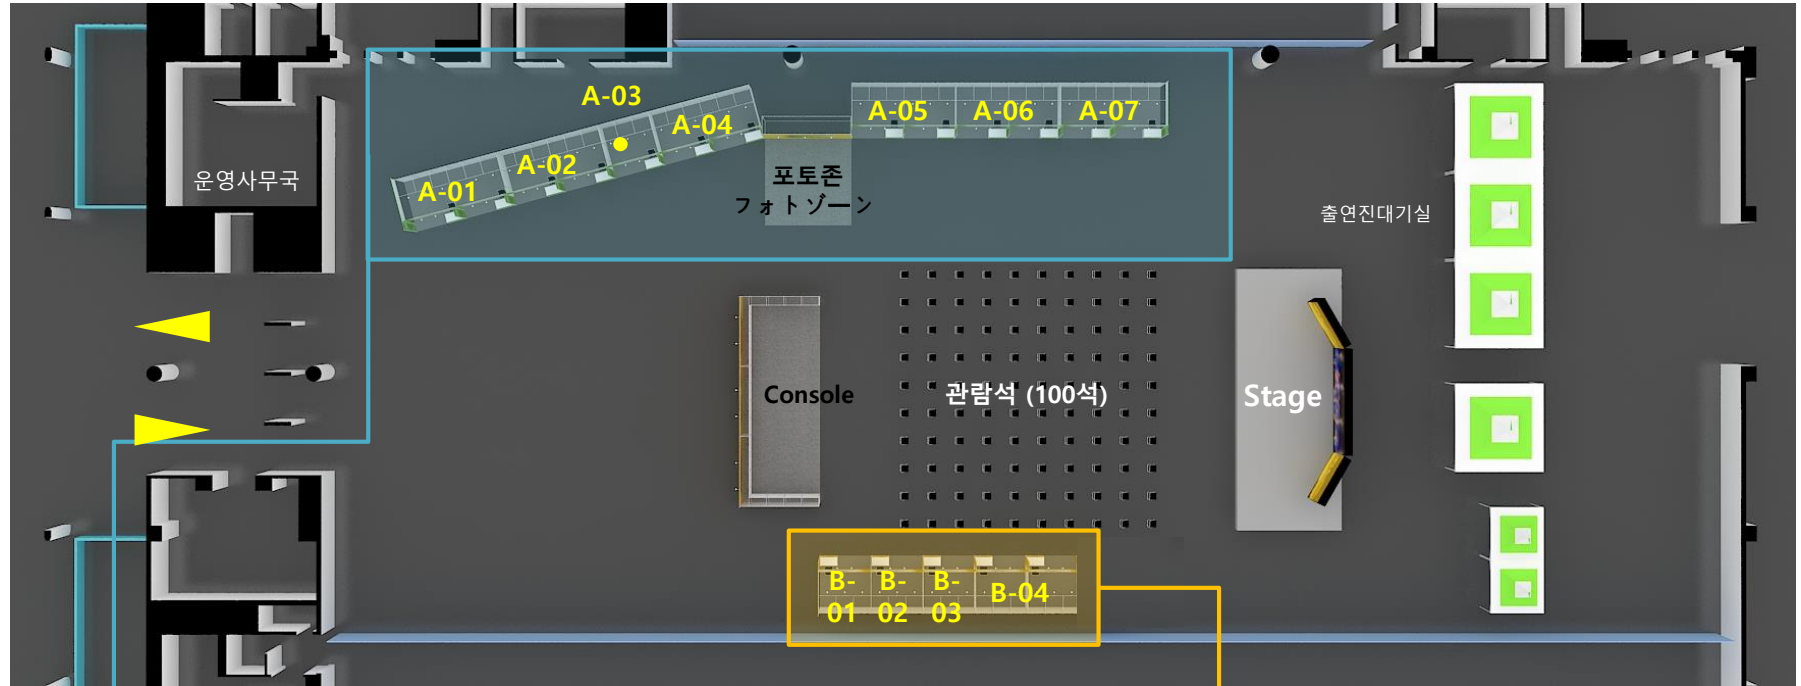 A-03
A-04
A-02
A-01
A-05
A-06
A-07
운영사무국
포토존
フォトゾーン
출연진대기실
Console
관람석 (100석)
Stage
B-
01
B-
02
B-
03
B-04